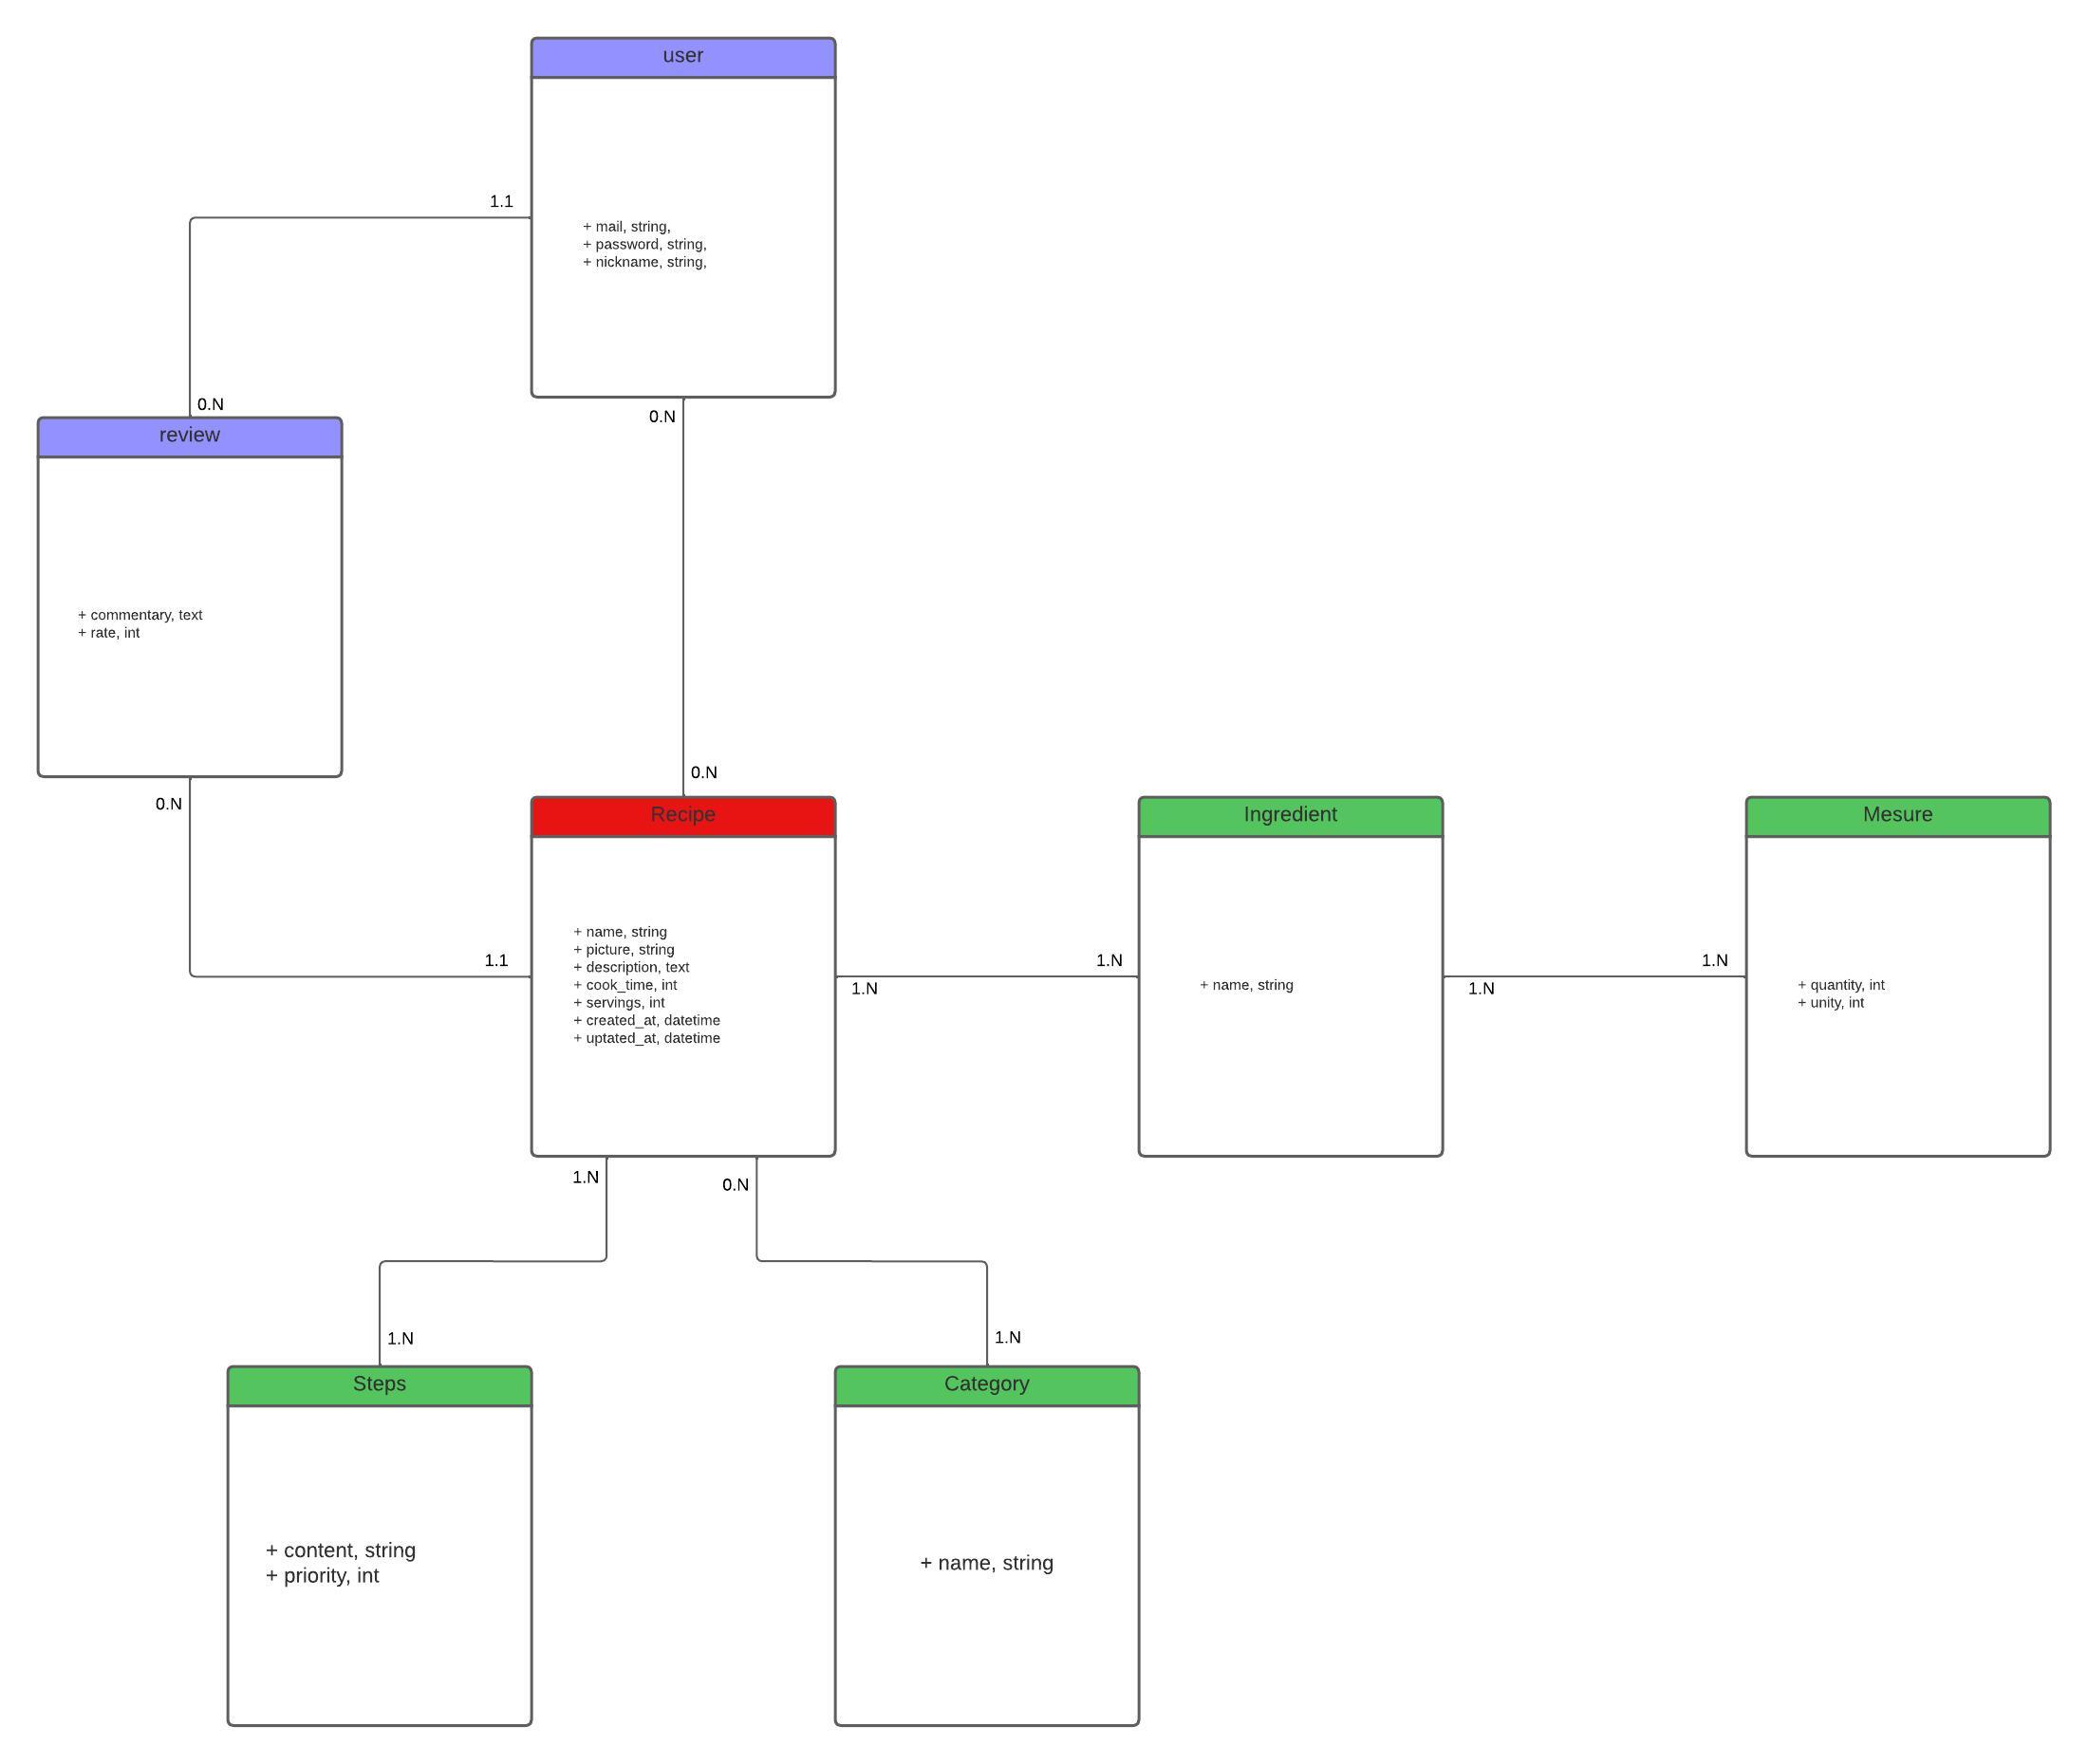 user
+ mail, string,
+ password, string,
+ nickname, string,
1.1
0.N
0.N
review
+ commentary, text
+ rate, int
0.N
1.1
0.N
Recipe
+ name, string
+ picture, string
+ description, text
+ cook_time, int
+ servings, int
+ created_at, datetime
+ uptated_at, datetime
1.N
1.N
Ingredient
+ name, string
1.N
1.N
Mesure
+ quantity, int
+ unity, int
1.N
0.N
1.N
1.N
Steps
+ content, string
+ priority, int
Category
+ name, string